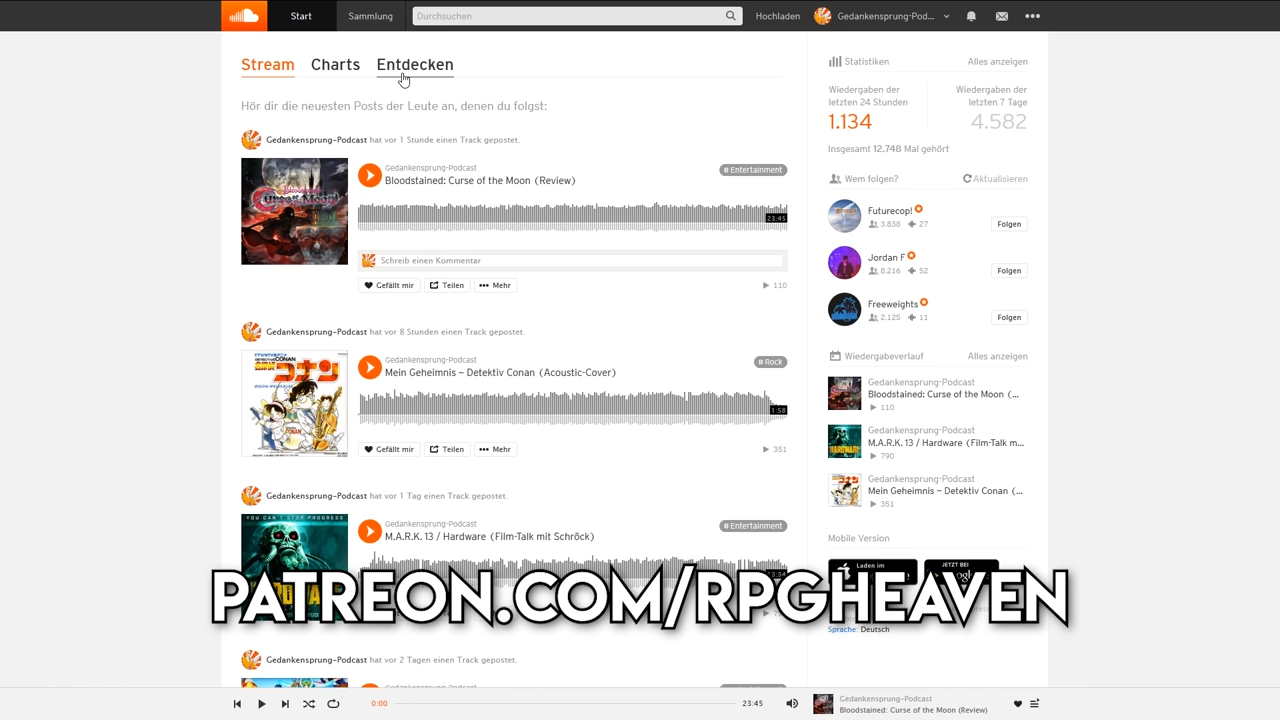 Start
Sammlung
Durchsuchen
Hochladen
Gedankensprung-Pod...
Stream
Charts
Entdecken
Hör dir die neuesten Posts der Leute an, denen du folgst:
Gedankensprung-Podcast hat vor 1 Stunde einen Track gepostet.
Gedankensprung-Podcast
# Entertainment
Bloodstained: Curse of the Moon (Review)
23:45
Schreib einen Kommentar
Gefällt mir
Teilen
Mehr
110
Gedankensprung-Podcast hat vor 8 Stunden einen Track gepostet.
Gedankensprung-Podcast
# Rock
Mein Geheimnis ~ Detektiv Conan (Acoustic-Cover)
1:58
Gefällt mir
Teilen
Mehr
351
Gedankensprung-Podcast hat vor 1 Tag einen Track gepostet.
YOU CAN'T STOP PROGRESS
Gedankensprung-Podcast
# Entertainment
M.A.R.K. 13 / Hardware (Film-Talk mit Schröck)
PATREON.COM/RPGHEAVEN
Gedankensprung-Podcast hat vor 2 Tagen einen Track gepostet.
Statistiken
Alles anzeigen
Wiedergaben der letzten 24 Stunden
1.134
Wiedergaben der letzten 7 Tage
4.582
Insgesamt 12.748 Mal gehört
Wem folgen?
Aktualisieren
Futurecop!
3.838
27
Folgen
Jordan F
8.216
52
Folgen
Freeweights
2.125
11
Folgen
Wiedergabeverlauf
Alles anzeigen
Gedankensprung-Podcast
Bloodstained: Curse of the Moon (...
110
Gedankensprung-Podcast
M.A.R.K. 13 / Hardware (Film-Talk m...
790
Gedankensprung-Podcast
Mein Geheimnis ~ Detektiv Conan (...
351
Mobile Version
Laden im
JETZT BEI
Sprache: Deutsch
0:00
23:45
Gedankensprung-Podcast
Bloodstained: Curse of the Moon (Review)